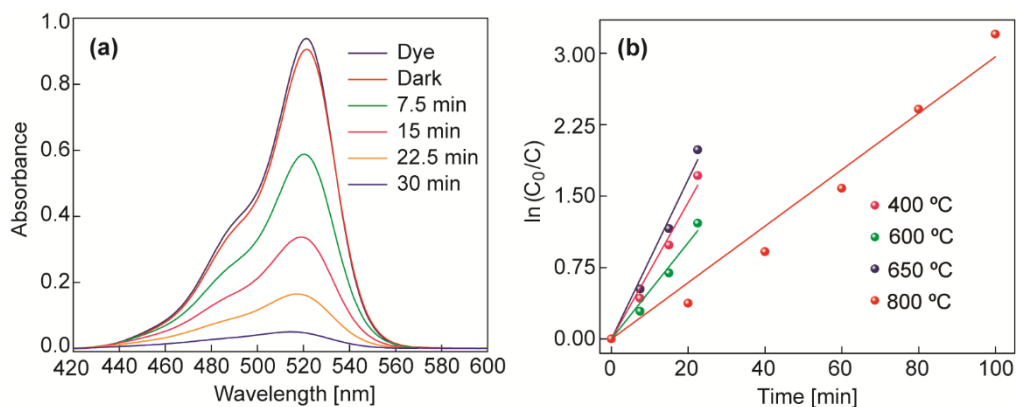 (a)
Absorbance
1.0
0.8
0.6
0.4
0.2
0.0
Dye
Dark
7.5 min
15 min
22.5 min
30 min
420 440 460 480 500 520 540 560 580 600
Wavelength [nm]
(b)
ln (C₀/C)
3.00
2.25
1.50
0.75
0.00
400 ºC
600 ºC
650 ºC
800 ºC
0 20 40 60 80 100
Time [min]